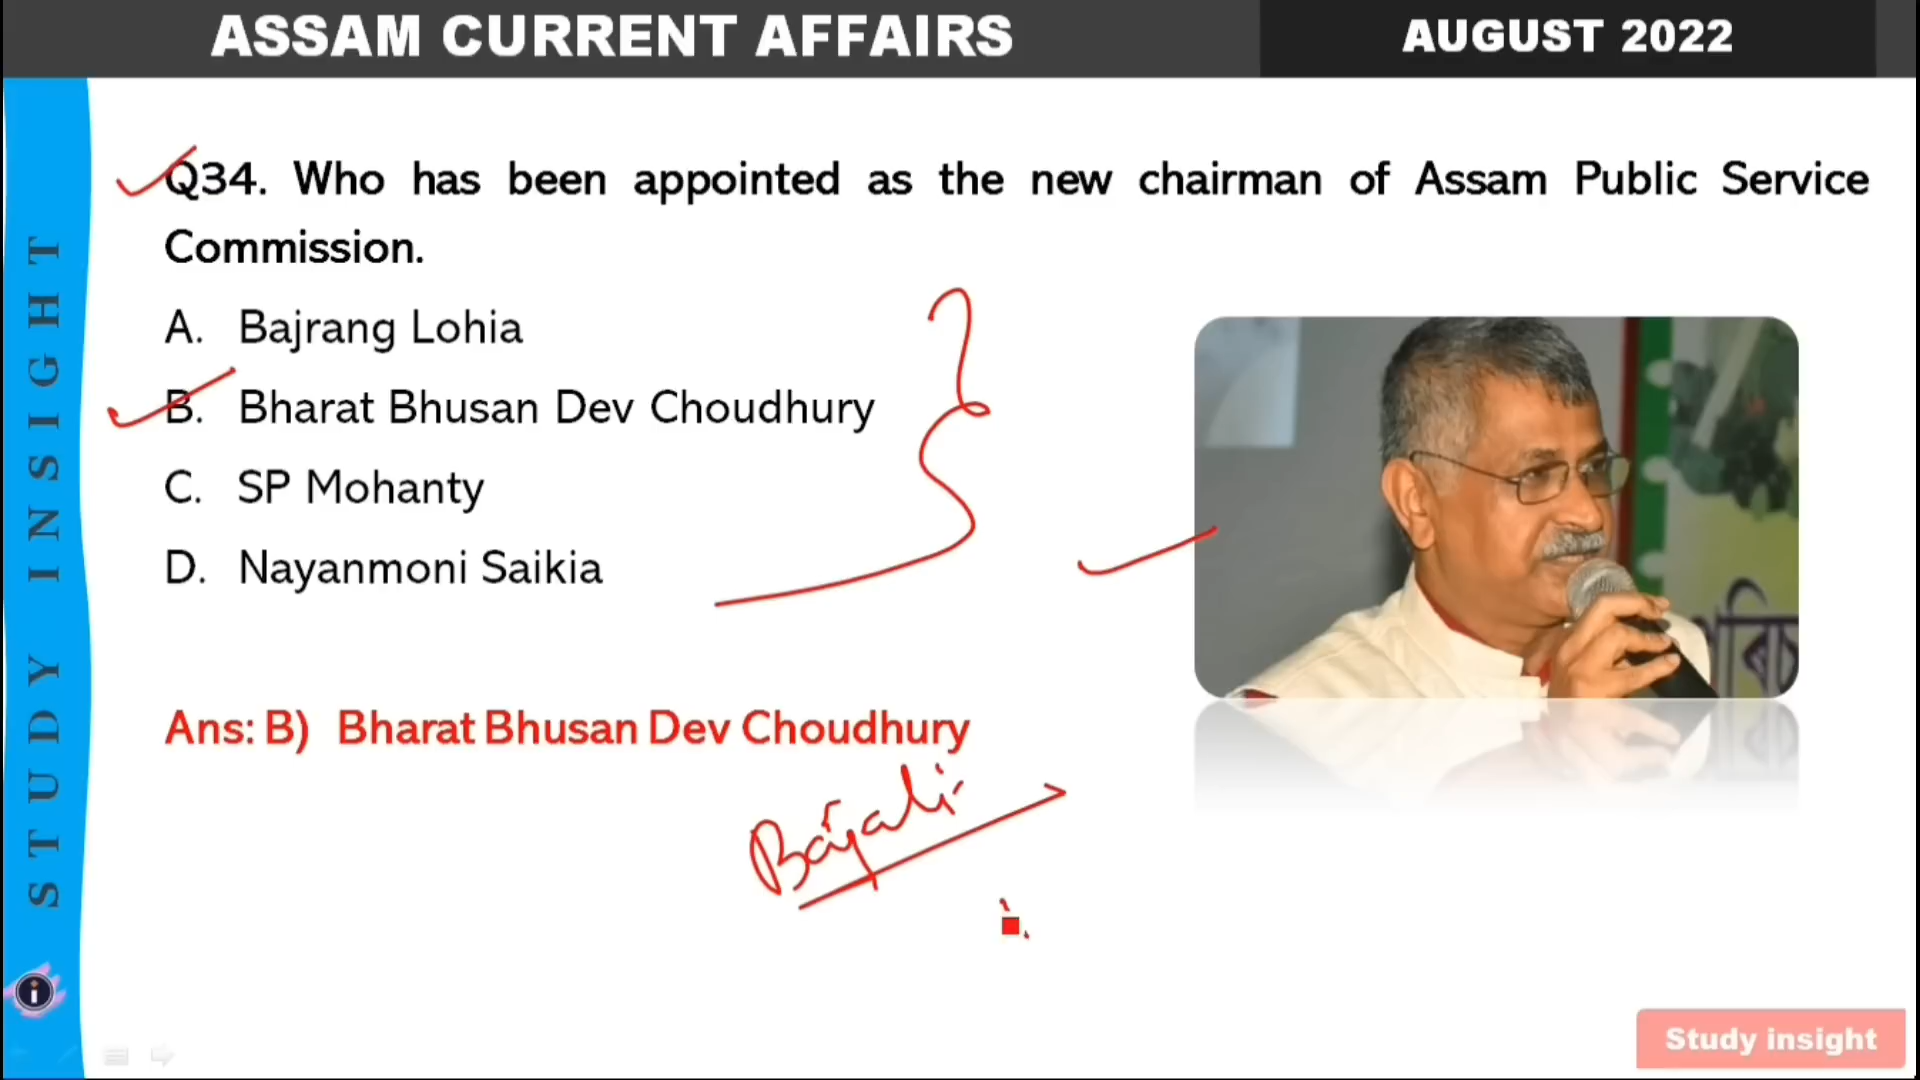 ASSAM CURRENT AFFAIRS
AUGUST 2022
Q34. Who has been appointed as the new chairman of Assam Public Service
Commission.
A. Bajrang Lohia
B. Bharat Bhusan Dev Choudhury
C. SP Mohanty
D. Nayanmoni Saikia
Ans: B) Bharat Bhusan Dev Choudhury
Bajali
STUDY INSIGHT
Study insight